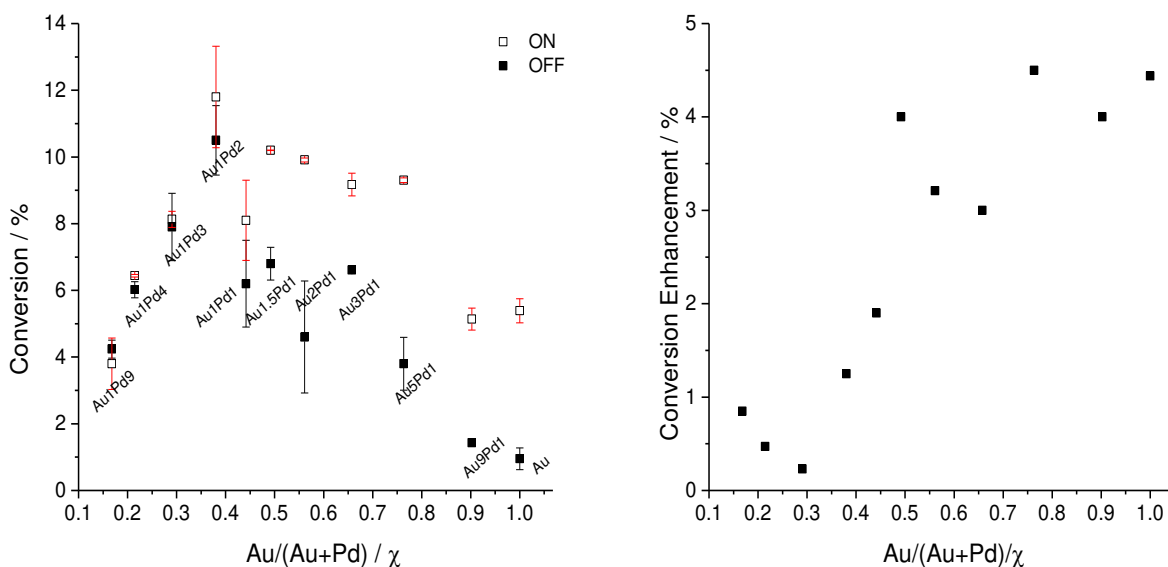 14
12
10
8
6
4
2
0
Conversion / %
ON
OFF
Au1Pd9
Au1Pd4
Au1Pd3
Au1Pd2
Au1Pd1
Au1.5Pd1
Au2Pd1
Au3Pd1
Au5Pd1
Au9Pd1
Au
0.1 0.2 0.3 0.4 0.5 0.6 0.7 0.8 0.9 1.0
Au/(Au+Pd) / χ
5
4
3
2
1
0
Conversion Enhancement / %
0.1 0.2 0.3 0.4 0.5 0.6 0.7 0.8 0.9 1.0
Au/(Au+Pd)/χ